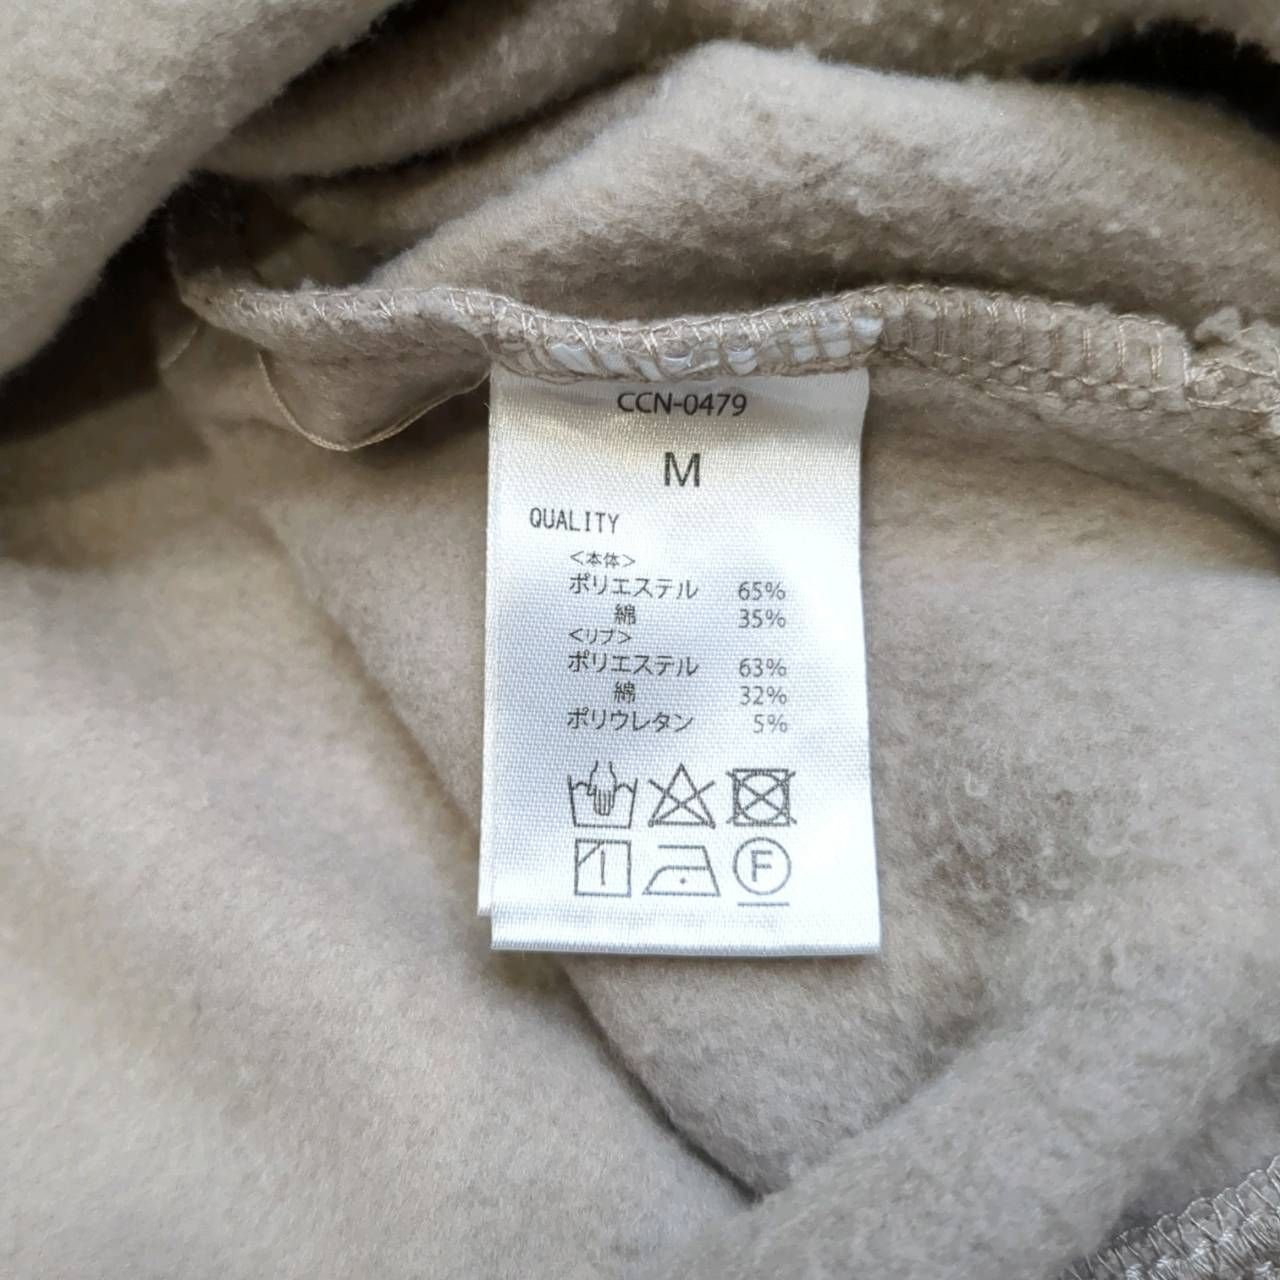 CCN-0479
M
QUALITY
<本体>
ポリエステル 65%
綿 35%
<リブ>
ポリエステル 63%
綿 32%
ポリウレタン 5%
F